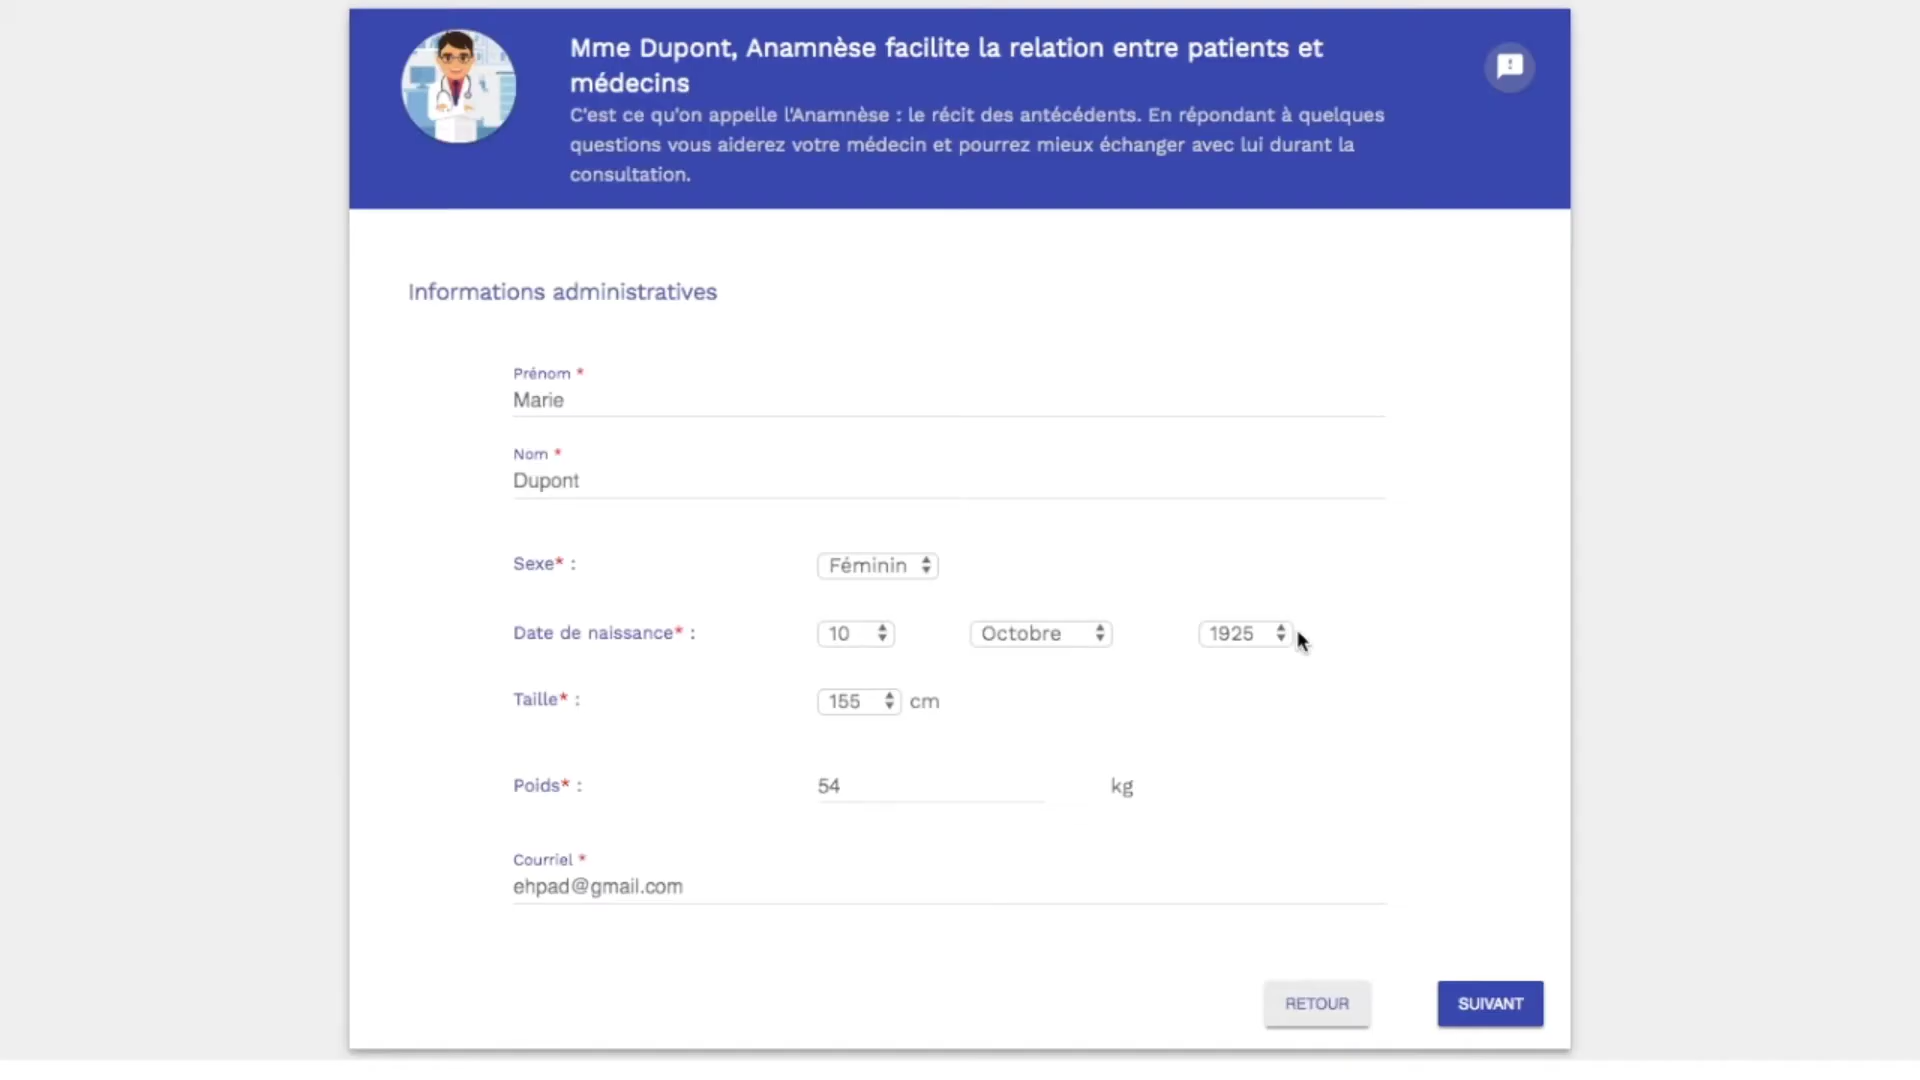 Mme Dupont, Anamnèse facilite la relation entre patients et
médecins
C'est ce qu'on appelle l'Anamnèse : le récit des antécédents. En répondant à quelques
questions vous aiderez votre médecin et pourrez mieux échanger avec lui durant la
consultation.
Informations administratives
Prénom *
Marie
Nom *
Dupont
Sexe* : Féminin
Date de naissance* : 10 Octobre 1925
Taille* : 155 cm
Poids* : 54 kg
Courriel *
ehpad@gmail.com
RETOUR SUIVANT